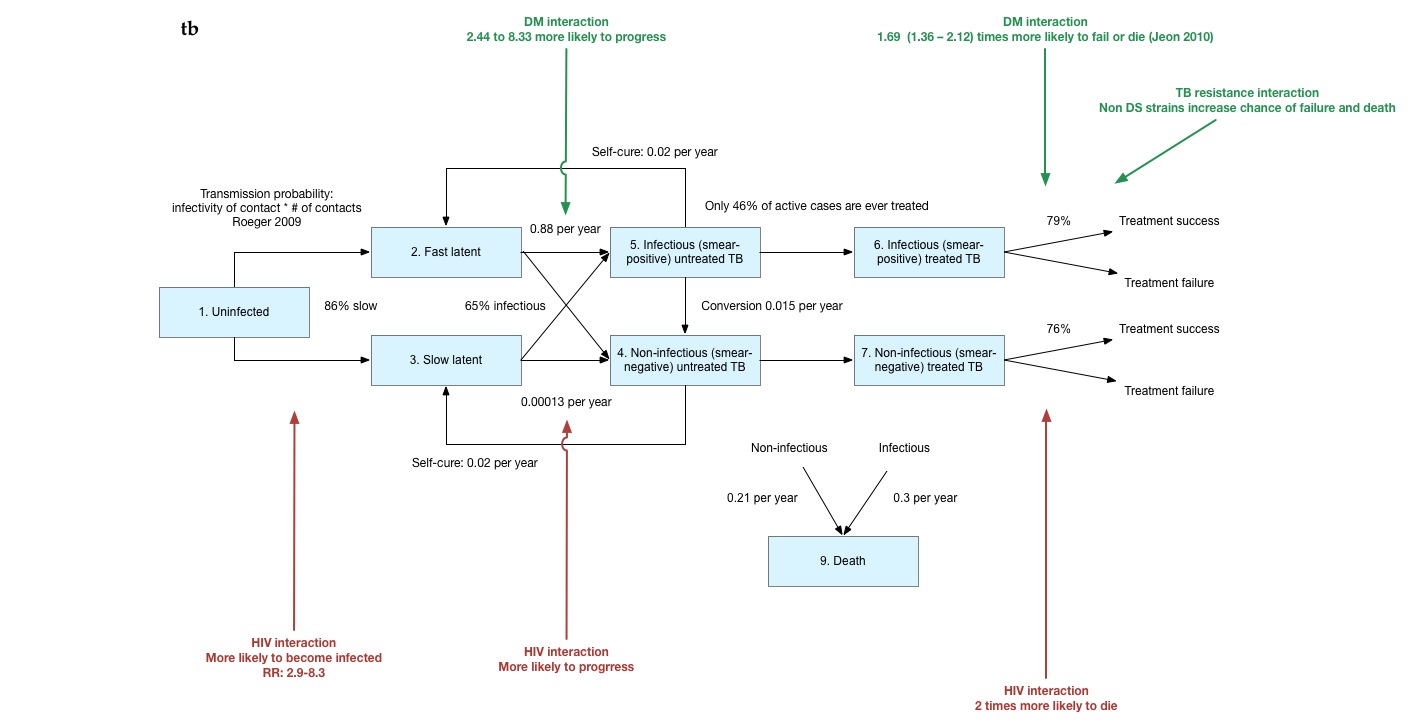 tb
DM interaction
2.44 to 8.33 more likely to progress
DM interaction
1.69 (1.36 – 2.12) times more likely to fail or die (Jeon 2010)
TB resistance interaction
Non DS strains increase chance of failure and death
Self-cure: 0.02 per year
Transmission probability:
infectivity of contact * # of contacts
Roeger 2009
Only 46% of active cases are ever treated
0.88 per year
79%
Treatment success
2. Fast latent
5. Infectious (smear-
positive) untreated TB
6. Infectious (smear-
positive) treated TB
Treatment failure
1. Uninfected
86% slow
65% infectious
Conversion 0.015 per year
76%
Treatment success
3. Slow latent
4. Non-infectious (smear-
negative) untreated TB
7. Non-infectious (smear-
negative) treated TB
Treatment failure
0.00013 per year
Self-cure: 0.02 per year
Non-infectious
Infectious
0.21 per year
0.3 per year
9. Death
HIV interaction
More likely to become infected
RR: 2.9-8.3
HIV interaction
More likely to progrress
HIV interaction
2 times more likely to die